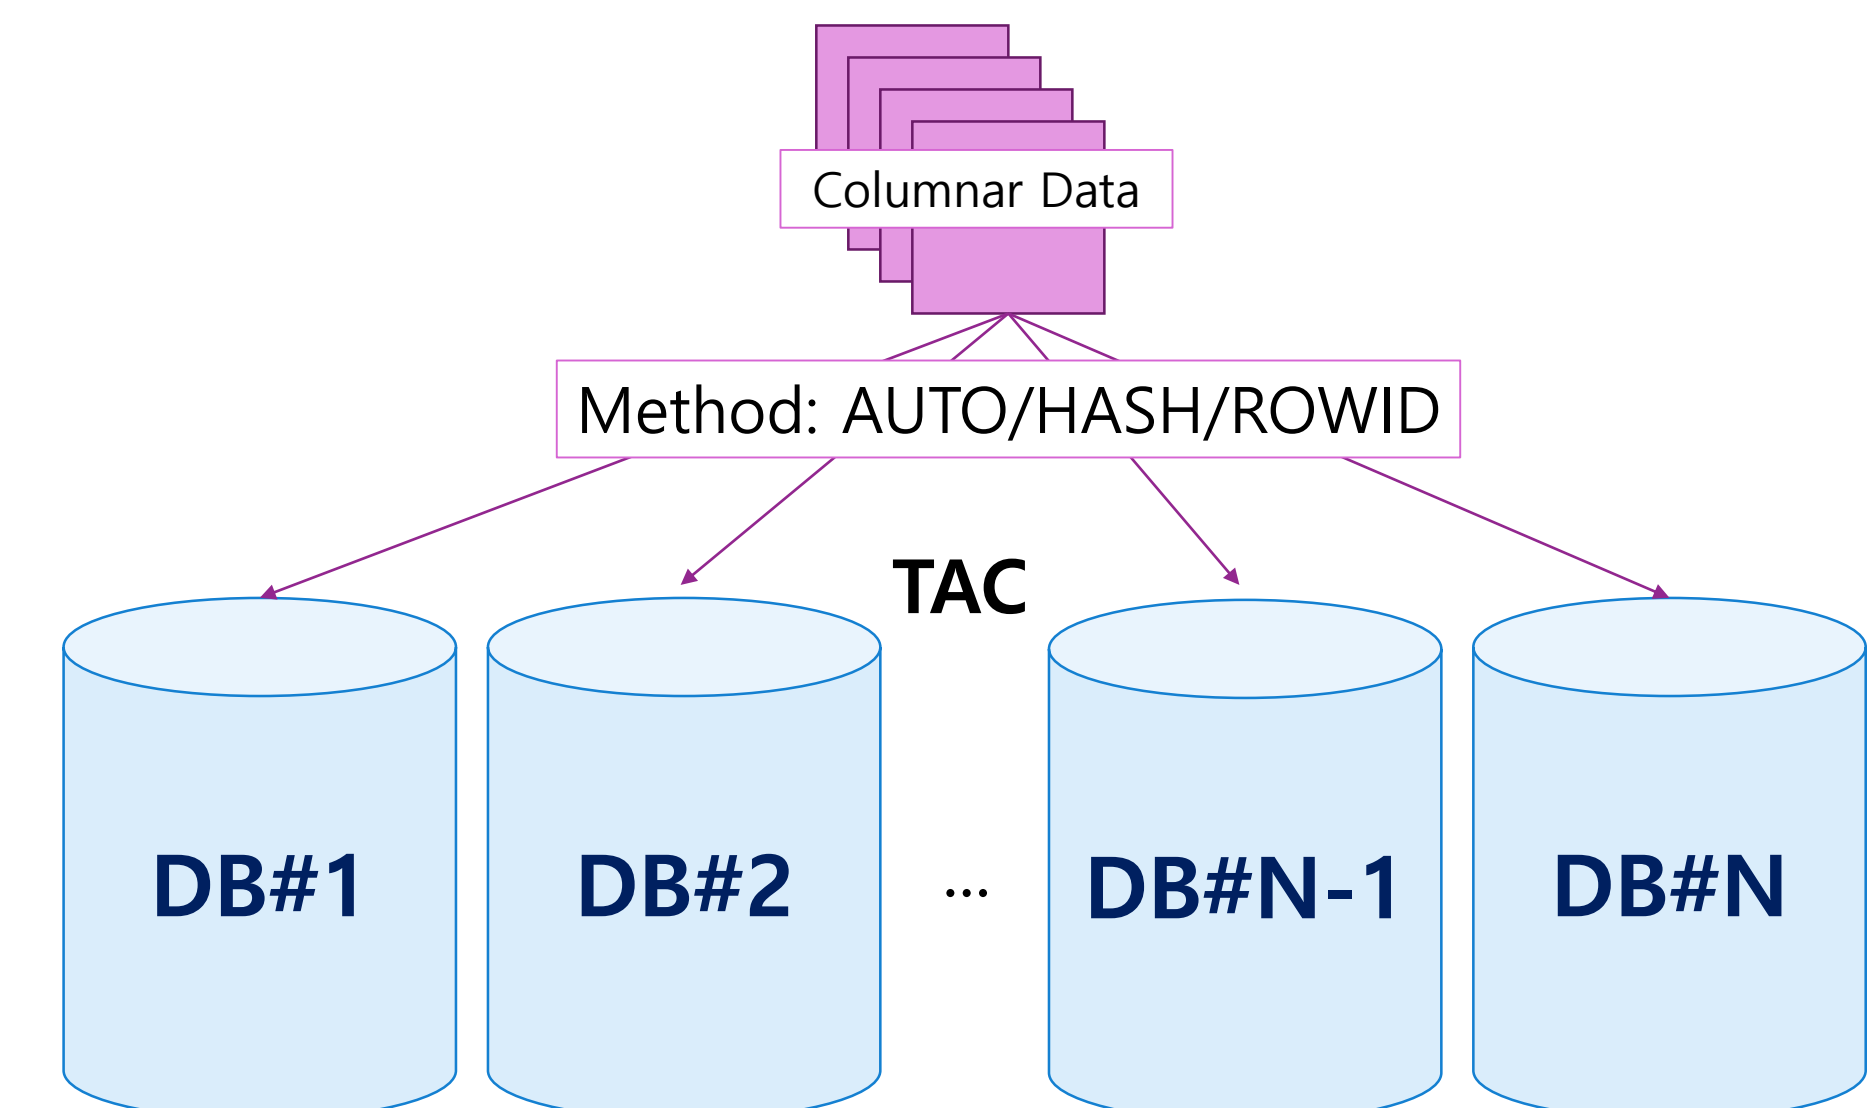 Columnar Data
Method: AUTO/HASH/ROWID
TAC
DB#1
DB#2
...
DB#N-1
DB#N